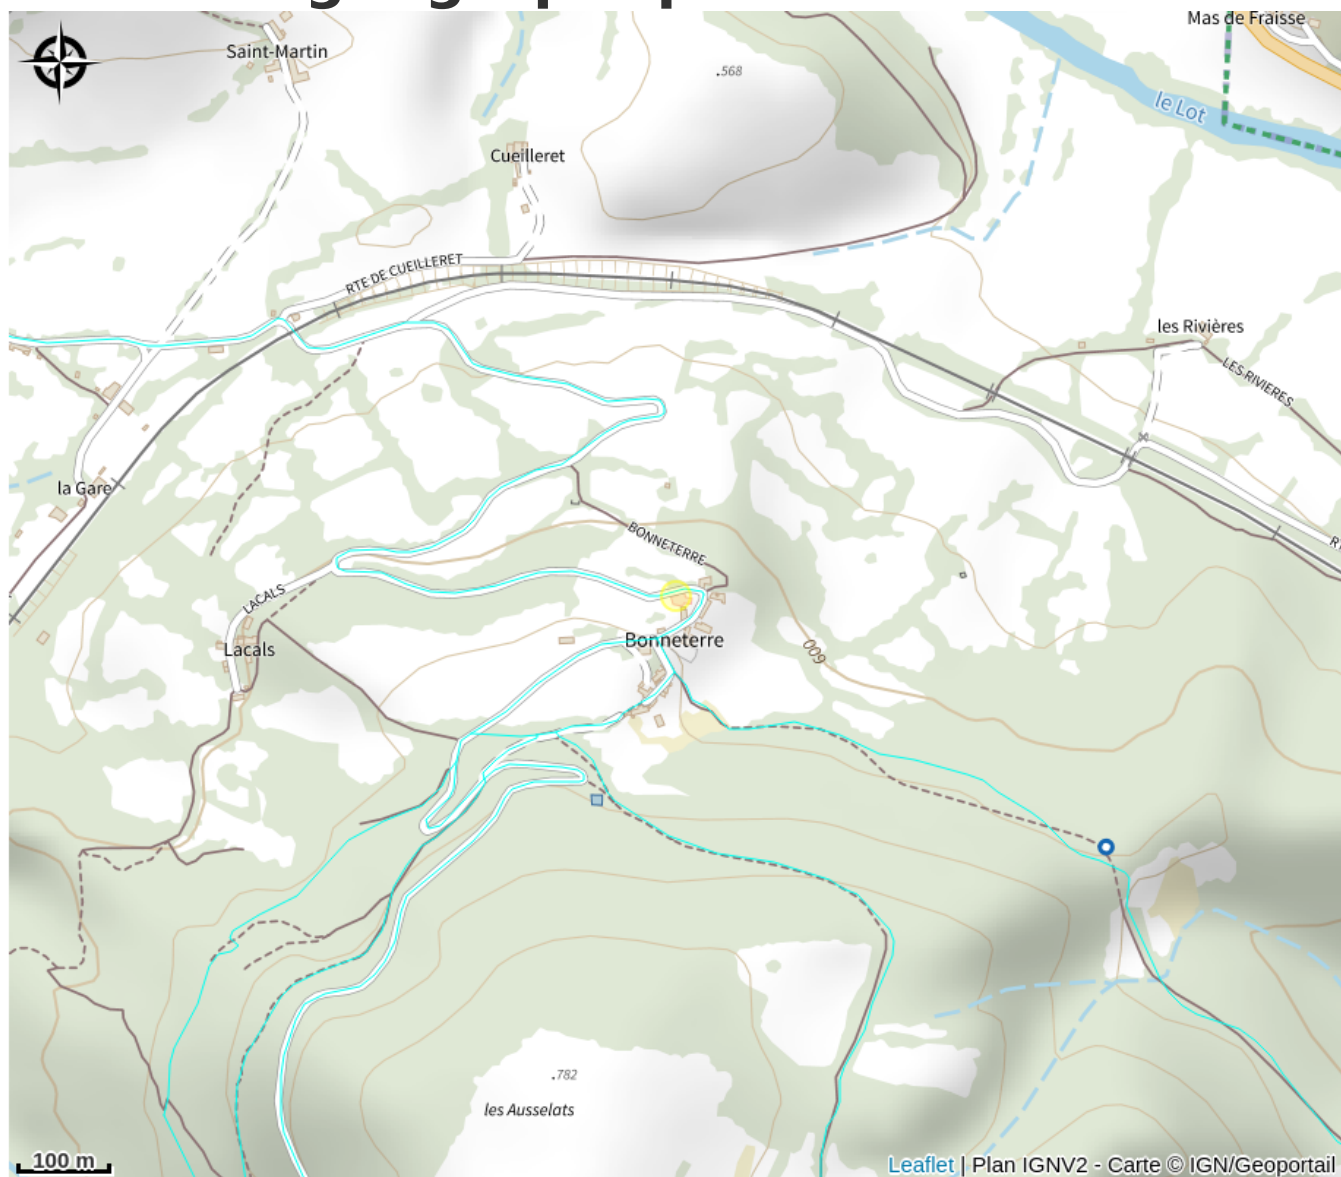 Mas de Fraisse
Saint-Martin
.568
le Lot
Cueilleret
RTE DE CUEILLERET
les Rivières
LES RIVIERES
la Gare
BONNETERRE
LACALS
Lacals
Bonneterre
600
.782
les Ausselats
100 m
Leaflet | Plan IGNV2 - Carte © IGN/Geoportail